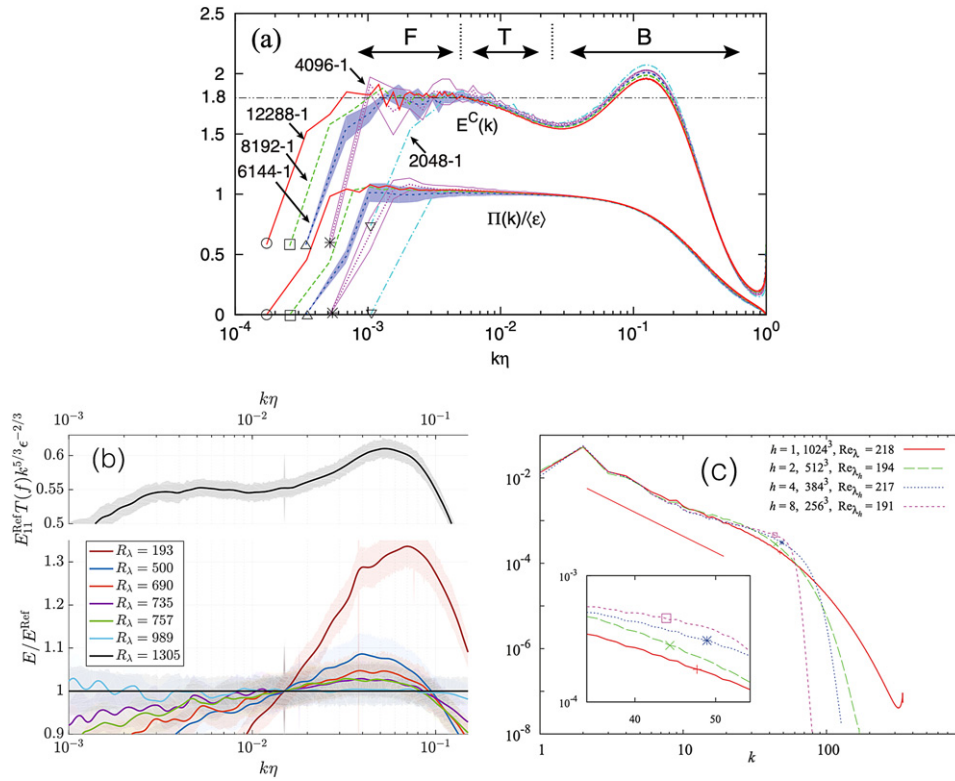 (a)
F
T
B
2.5
2
1.8
1.5
1
0.5
0
4096-1
12288-1
8192-1
6144-1
2048-1
E^C(k)
Π(k)/⟨ε⟩
10^-4
10^-3
10^-2
10^-1
10^0
kη
kη
10^-3
10^-2
10^-1
(b)
0.6
0.55
0.5
E_11^Ref T(f)k^5/3 ϵ^-2/3
R_λ = 193
R_λ = 500
R_λ = 690
R_λ = 735
R_λ = 757
R_λ = 989
R_λ = 1305
1.3
1.2
1.1
1
0.9
E/E^Ref
10^-3
10^-2
10^-1
kη
(c)
h = 1, 1024^3, Re_λ = 218
h = 2, 512^3, Re_λ_h = 194
h = 4, 384^3, Re_λ_h = 217
h = 8, 256^3, Re_λ_h = 191
10^-2
10^-4
10^-6
10^-8
10^-3
10^-4
40
50
1
10
100
k